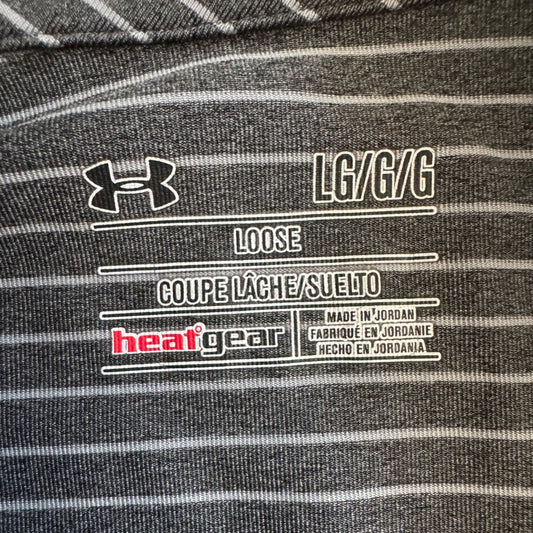 LG/G/G
LOOSE
COUPE LÂCHE/SUELTO
heatgear
MADE IN JORDAN
FABRIQUÉ EN JORDANIE
HECHO EN JORDANIA